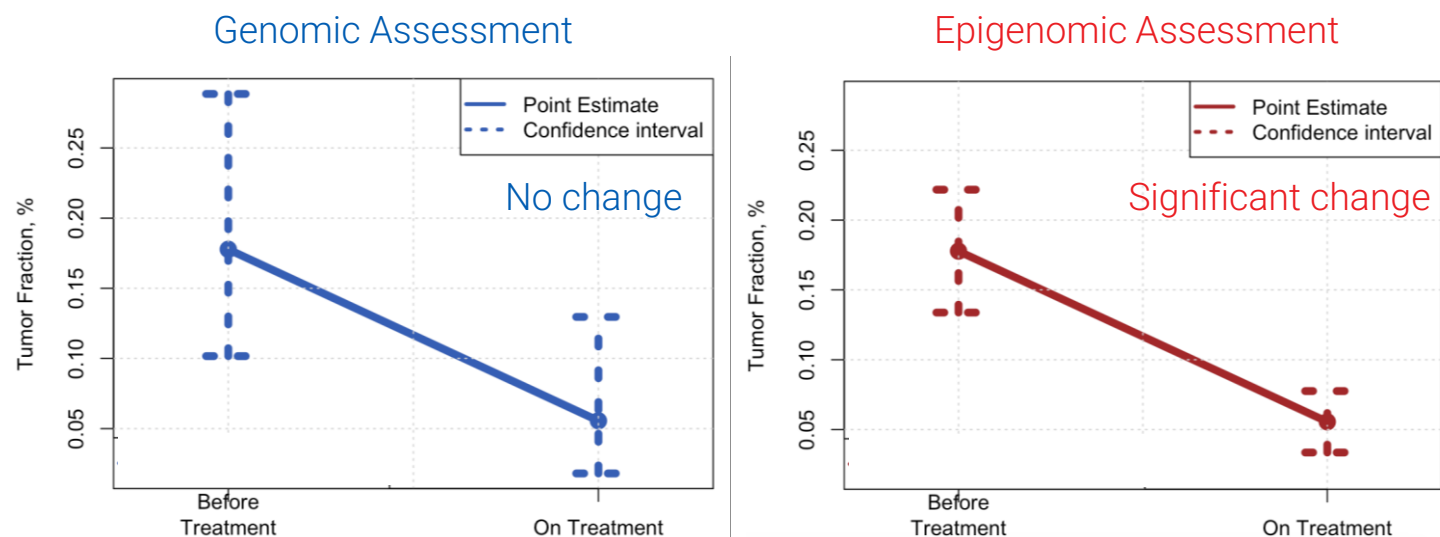 Genomic Assessment
Point Estimate
Confidence interval
No change
Tumor Fraction, %
0.25
0.20
0.15
0.10
0.05
Before
Treatment
On Treatment
Epigenomic Assessment
Point Estimate
Confidence interval
Significant change
Tumor Fraction, %
0.25
0.20
0.15
0.10
0.05
Before
Treatment
On Treatment